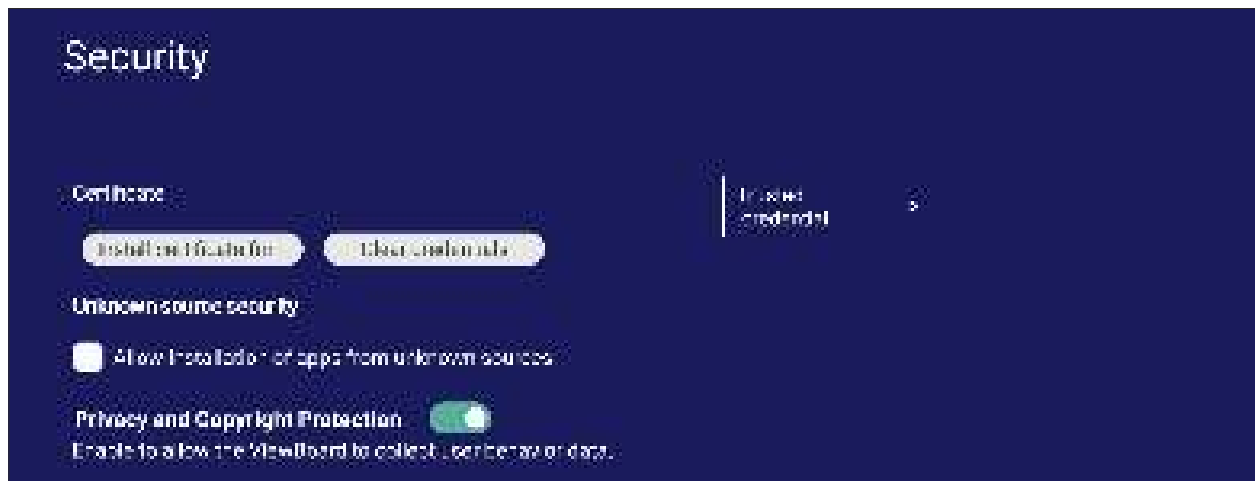 Security
Certificate
Trusted
credential
Install certificate for
Clear credentials
Unknown source security
Allow installation of apps from unknown sources
Privacy and Copyright Protection
Enable to allow the ViewBoard to collect user behavior data.